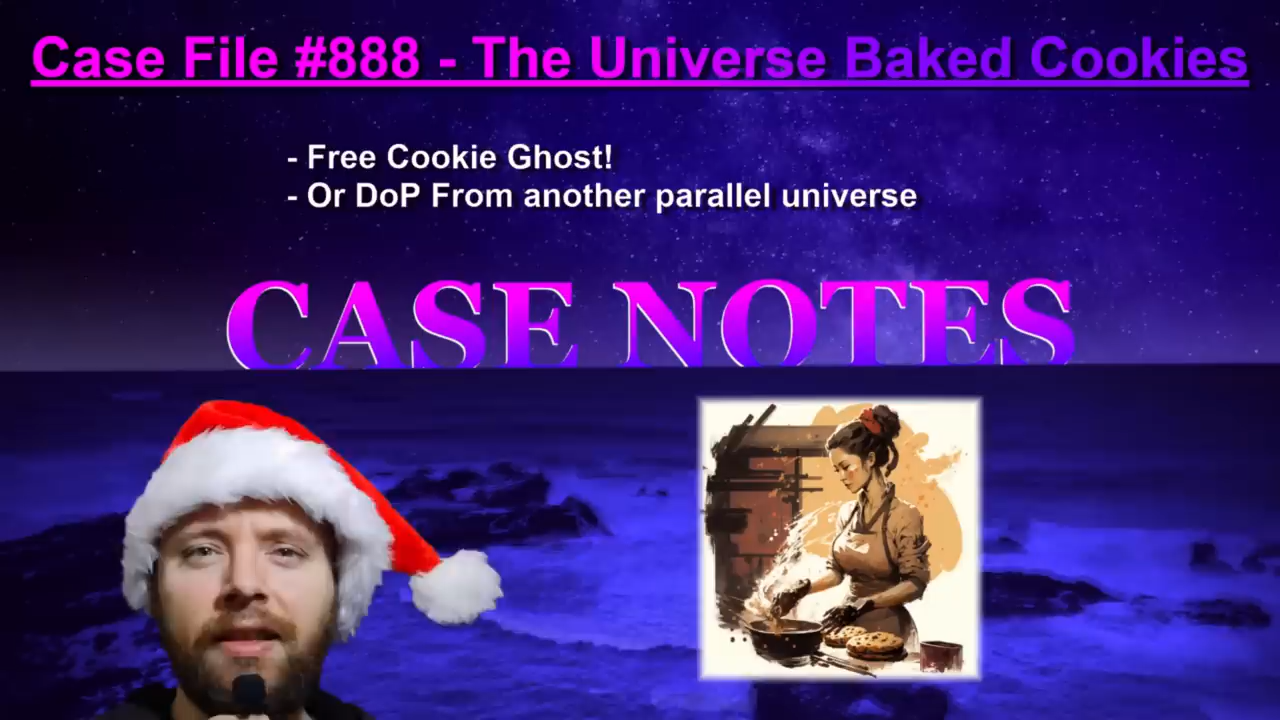 Case File #888 - The Universe Baked Cookies
- Free Cookie Ghost!
- Or DoP From another parallel universe
CASE NOTES